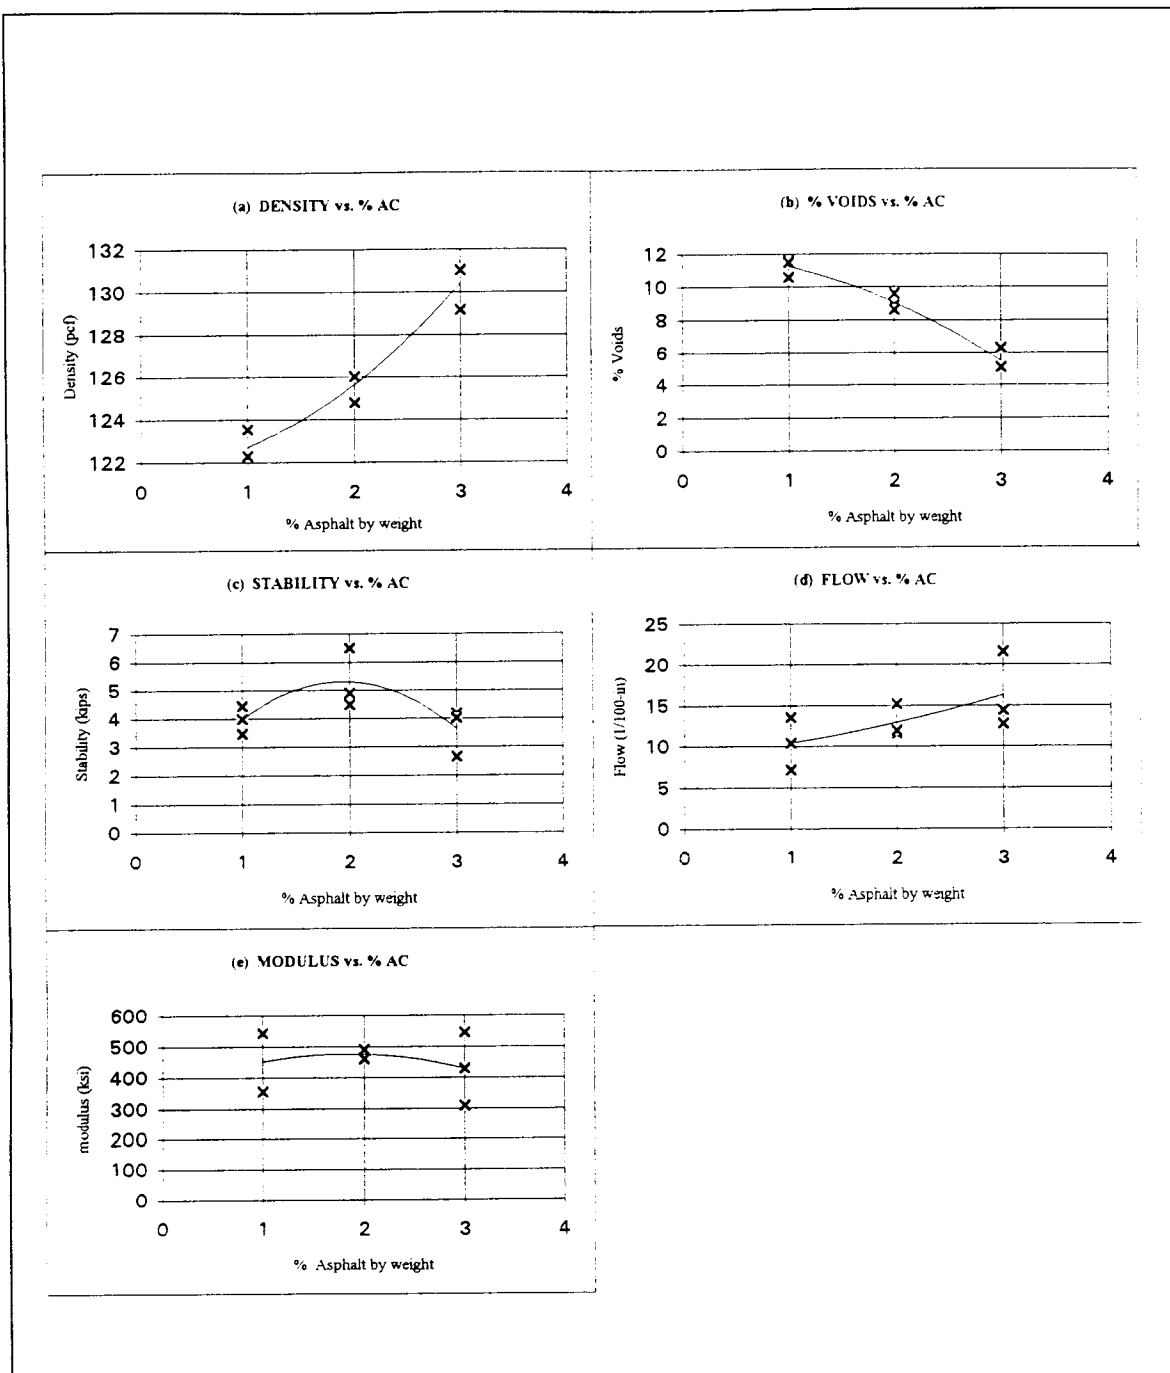 (a) DENSITY vs. % AC
Density (pcf)
132
130
128
126
124
122
0 1 2 3 4
% Asphalt by weight
(b) % VOIDS vs. % AC
% Voids
12
10
8
6
4
2
0
0 1 2 3 4
% Asphalt by weight
(c) STABILITY vs. % AC
Stability (kips)
7
6
5
4
3
2
1
0
0 1 2 3 4
% Asphalt by weight
(d) FLOW vs. % AC
Flow (1/100-in)
25
20
15
10
5
0
0 1 2 3 4
% Asphalt by weight
(e) MODULUS vs. % AC
modulus (ksi)
600
500
400
300
200
100
0
0 1 2 3 4
% Asphalt by weight